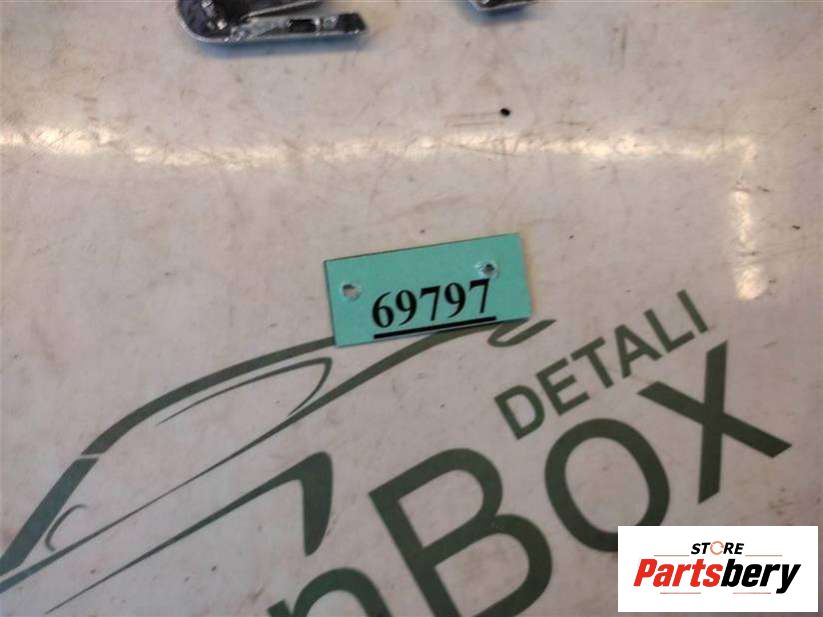 69797
DETALI
nBox
STORE
Partsbery